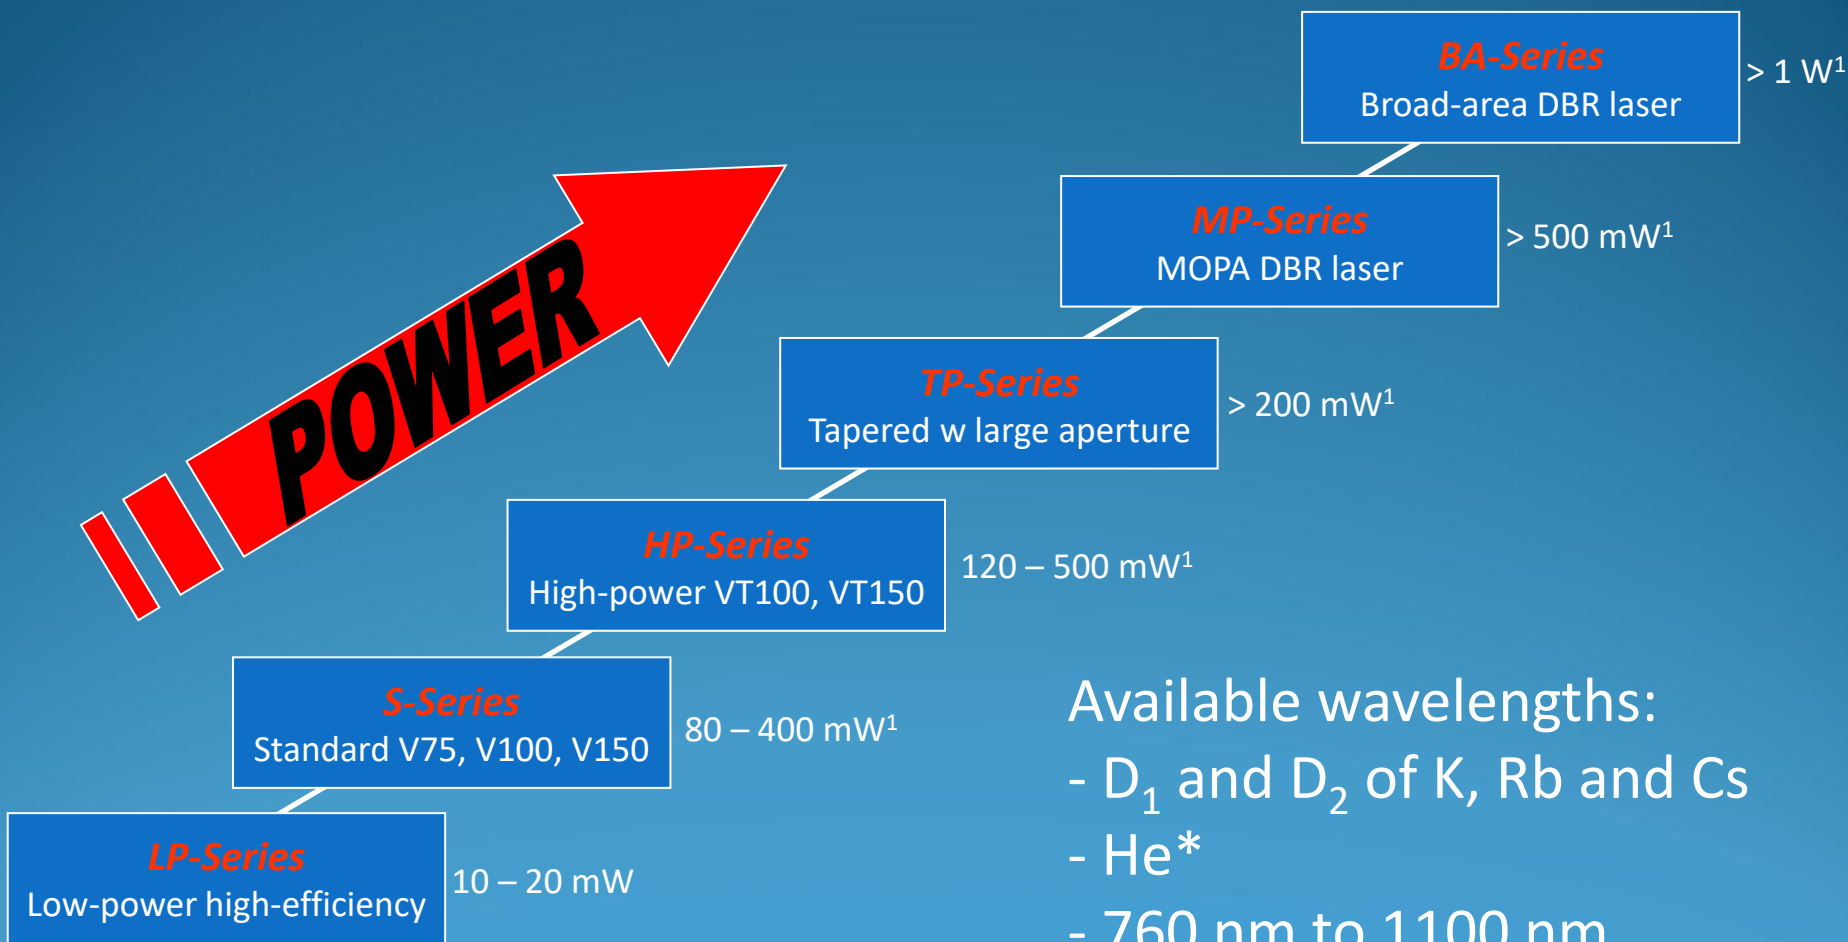 BA-Series
Broad-area DBR laser
> 1 W¹
MP-Series
MOPA DBR laser
> 500 mW¹
POWER
TP-Series
Tapered w large aperture
> 200 mW¹
HP-Series
High-power VT100, VT150
120 – 500 mW¹
S-Series
Standard V75, V100, V150
80 – 400 mW¹
LP-Series
Low-power high-efficiency
10 – 20 mW
Available wavelengths:
- D₁ and D₂ of K, Rb and Cs
- He*
- 760 nm to 1100 nm